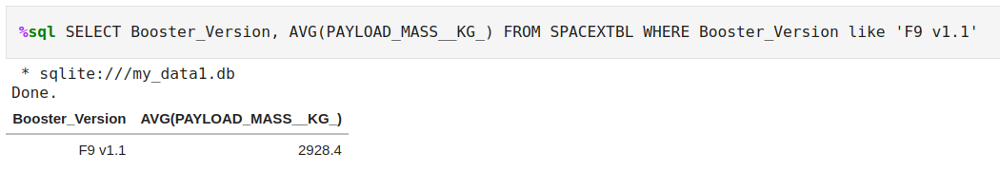 %sql SELECT Booster_Version, AVG(PAYLOAD_MASS__KG_) FROM SPACEXTBL WHERE Booster_Version like 'F9 v1.1'
* sqlite:///my_data1.db
Done.
Booster_Version AVG(PAYLOAD_MASS__KG_)
F9 v1.1 2928.4